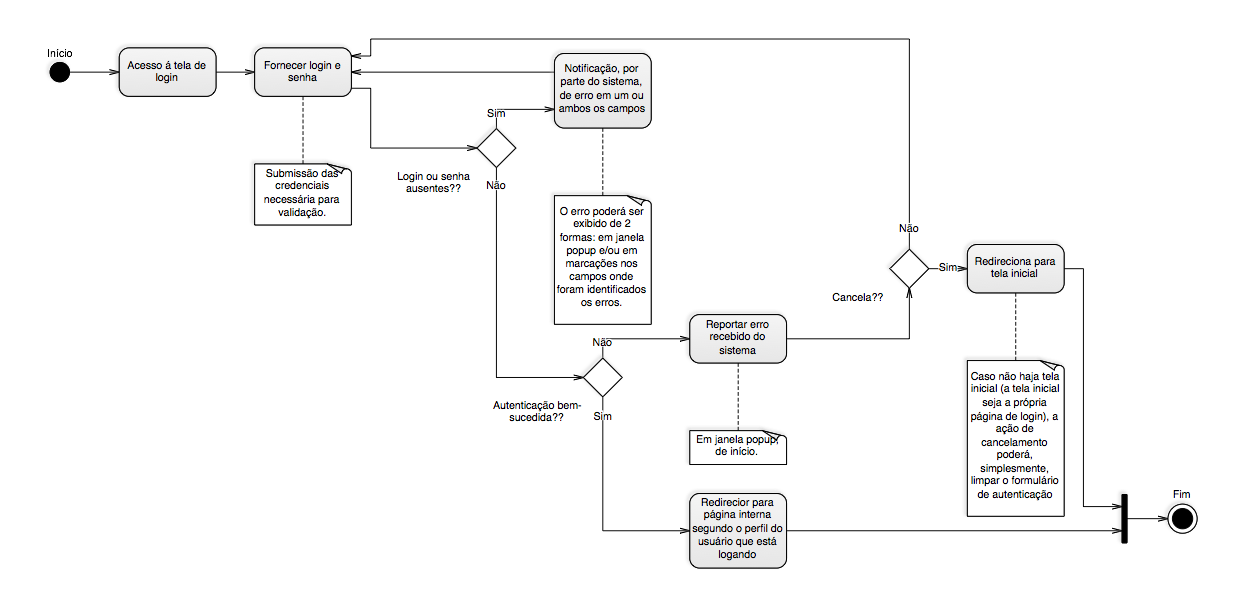 Início
Acesso á tela de
login
Fornecer login e
senha
Submissão das
credenciais
necessária para
validação.
Login ou senha
ausentes??
Sim
Não
Notificação, por
parte do sistema,
de erro em um ou
ambos os campos
O erro poderá ser
exibido de 2
formas: em janela
popup e/ou em
marcações nos
campos onde
foram identificados
os erros.
Autenticação bem-
sucedida??
Não
Sim
Reportar erro
recebido do
sistema
Em janela popup,
de início.
Redirecior para
página interna
segundo o perfil do
usuário que está
logando
Cancela??
Não
Sim
Redireciona para
tela inicial
Caso não haja tela
inicial (a tela inicial
seja a própria
página de login), a
ação de
cancelamento
poderá,
simplesmente,
limpar o formulário
de autenticação
Fim